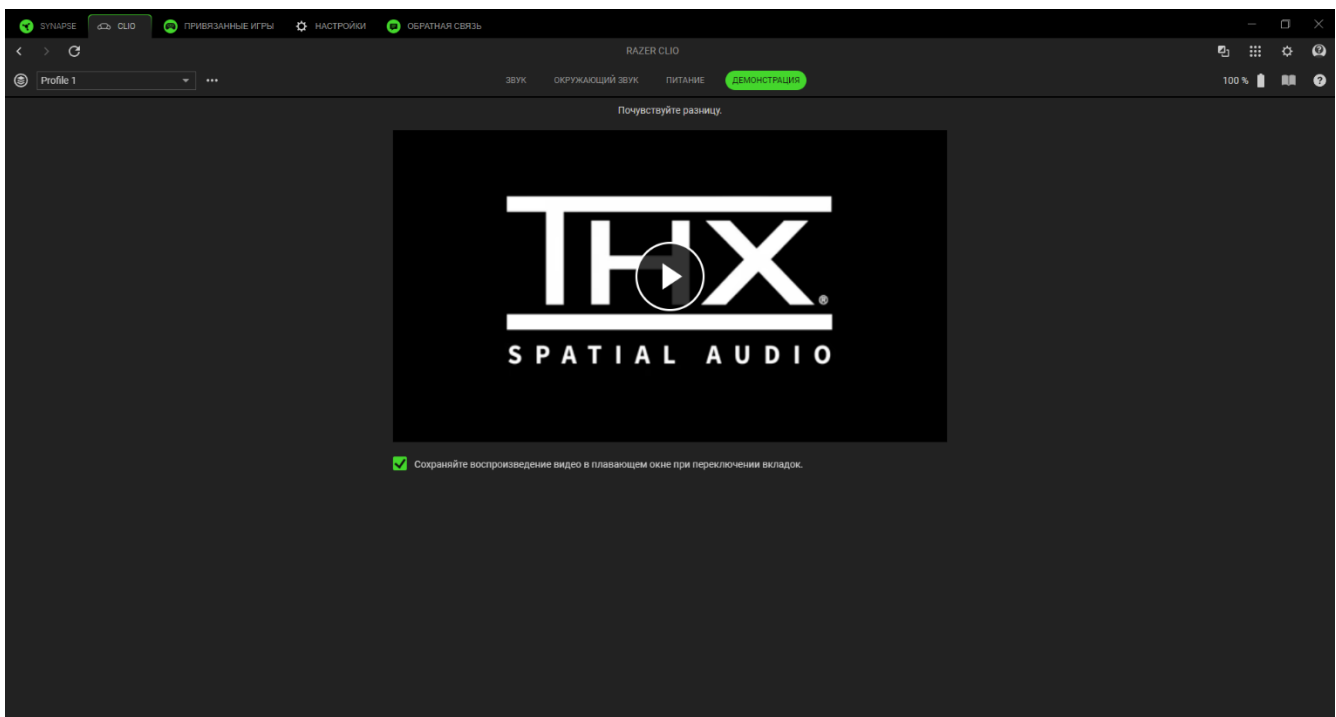 SYNAPSE CLIO ПРИВЯЗАННЫЕ ИГРЫ НАСТРОЙКИ ОБРАТНАЯ СВЯЗЬ
RAZER CLIO
Profile 1 ЗВУК ОКРУЖАЮЩИЙ ЗВУК ПИТАНИЕ ДЕМОНСТРАЦИЯ 100 %
Почувствуйте разницу.
THX®
SPATIAL AUDIO
Сохраняйте воспроизведение видео в плавающем окне при переключении вкладок.